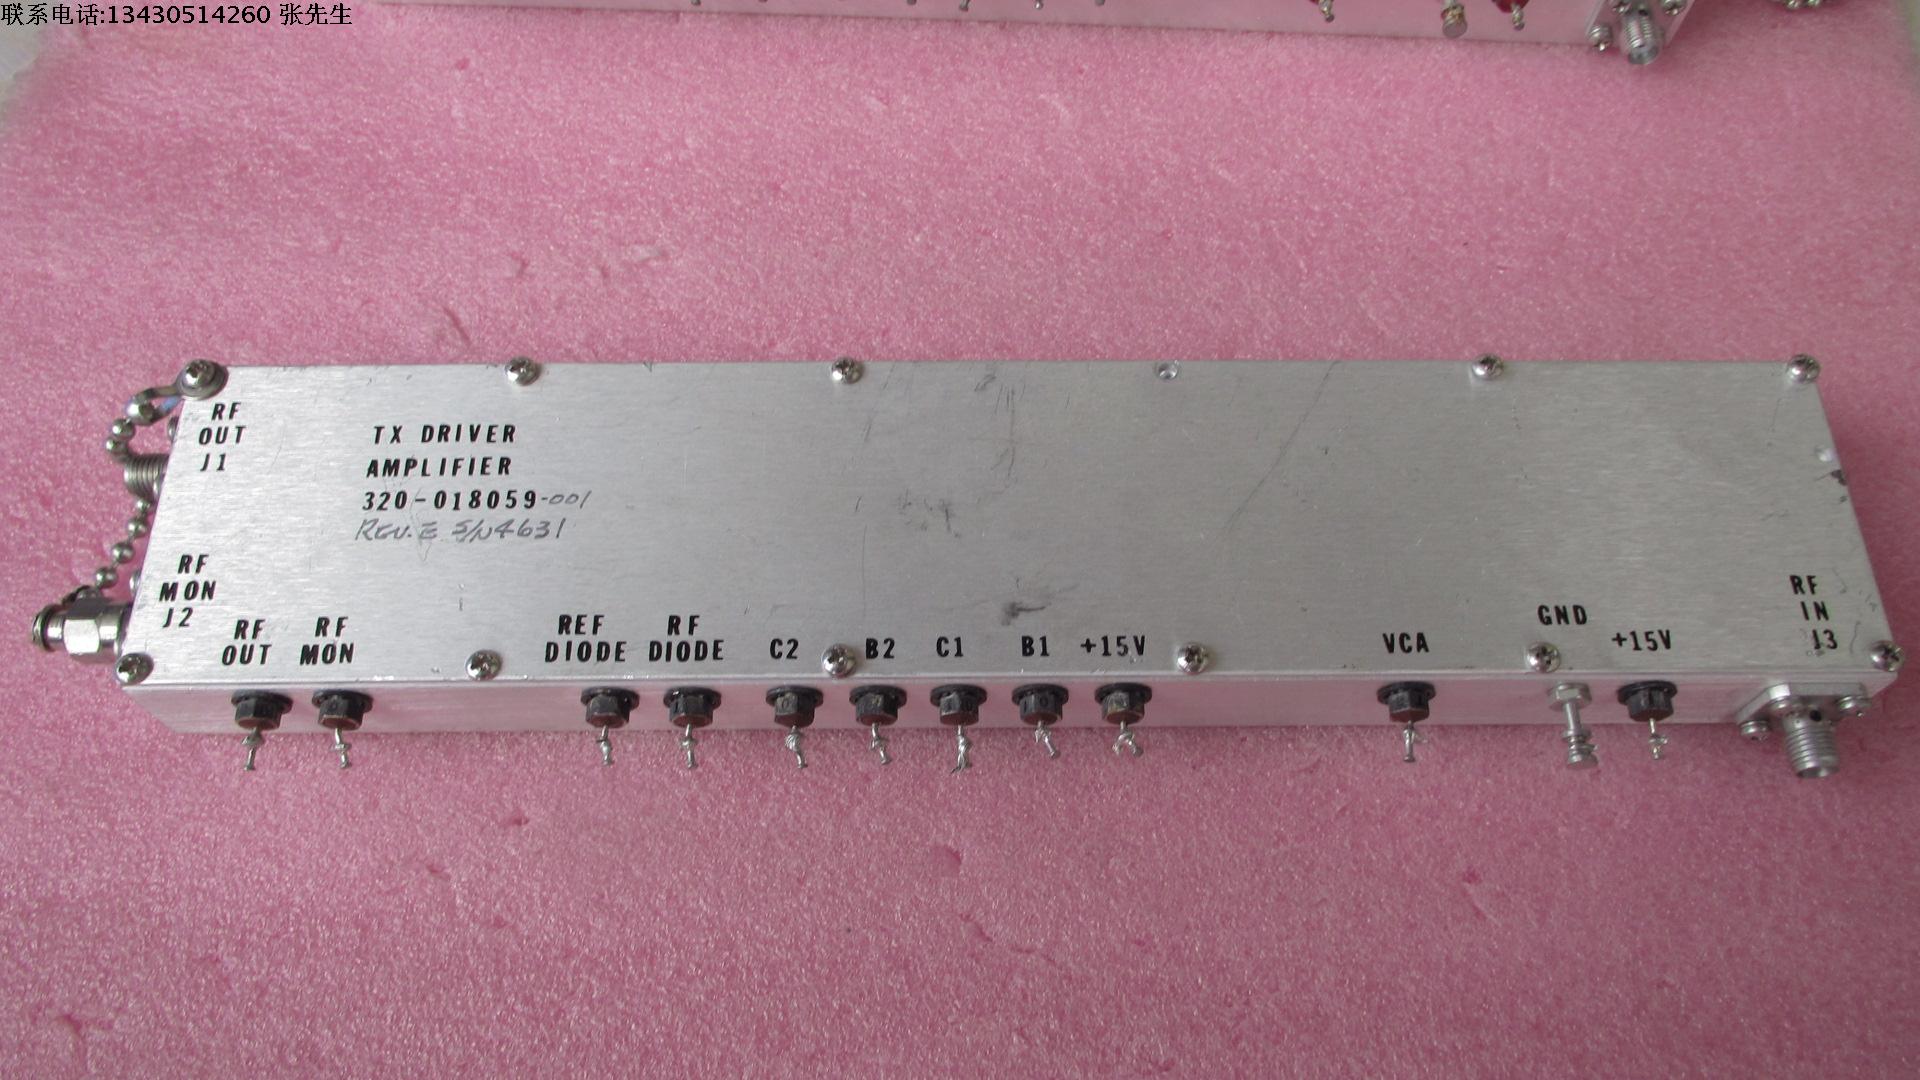 联系电话:13430514260 张先生
RF
OUT
J1
TX DRIVER
AMPLIFIER
320-018059-001
REV. E S/N4631
RF
MON
J2
RF
OUT
RF
MON
REF
DIODE
RF
DIODE
C2
B2
C1
B1
+15V
VCA
GND
+15V
RF
IN
J3